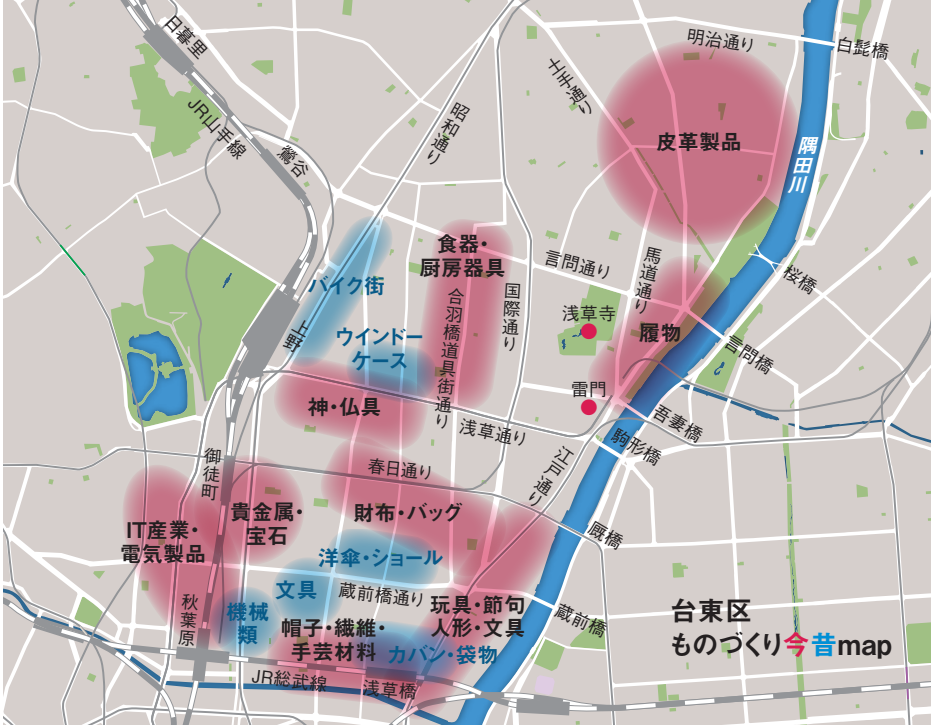 日暮里
JR山手線
鶯谷
昭和通り
土手通り
明治通り
白髭橋
皮革製品
隅田川
食器・
厨房器具
バイク街
言問通り
馬道通り
桜橋
国際通り
合羽橋道具街通り
浅草寺
履物
上野
ウインドー
ケース
言問橋
雷門
神・仏具
浅草通り
吾妻橋
駒形橋
御徒町
春日通り
江戸通り
IT産業・
電気製品
貴金属・
宝石
財布・バッグ
厩橋
洋傘・ショール
文具
蔵前橋通り
秋葉原
機械
類
帽子・繊維・
手芸材料
玩具・節句
人形・文具
カバン・袋物
蔵前橋
JR総武線
浅草橋
台東区
ものづくり今昔map